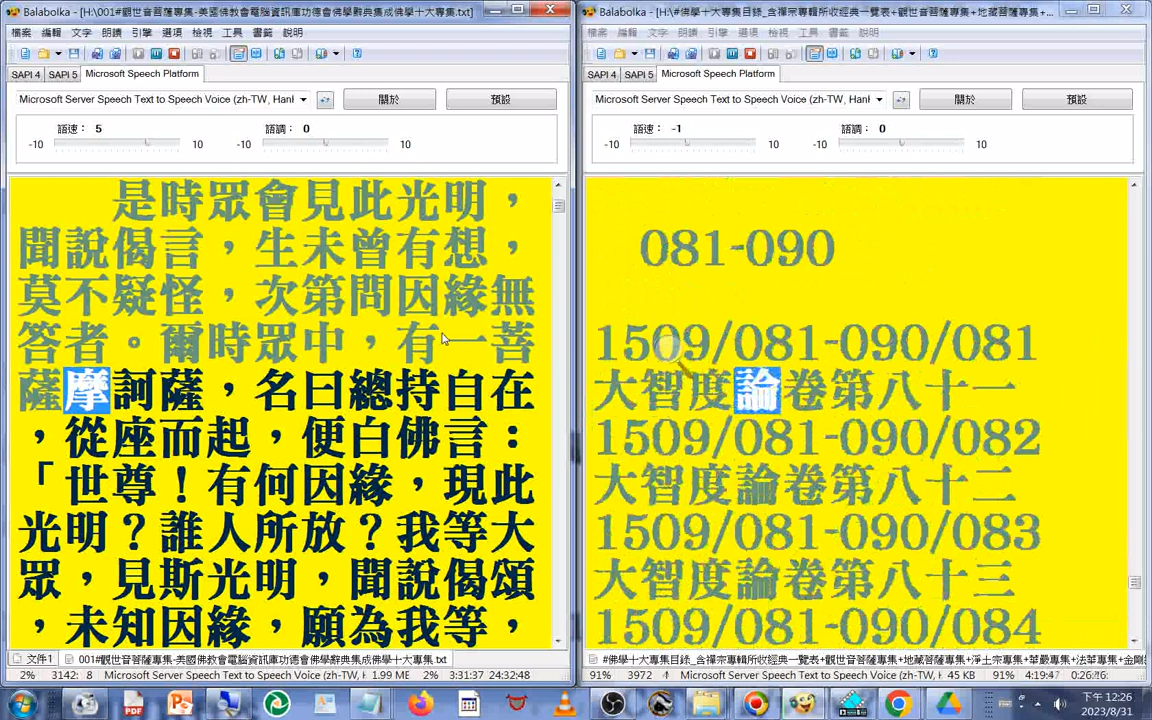 Balabolka - [H:\001#觀世音菩薩專集-美國佛教會電腦資訊庫功德會佛學辭典集成佛學十大專集.txt]
檔案 編輯 文字 朗讀 引擎 選項 檢視 工具 書籤 說明
SAPI 4 SAPI 5 Microsoft Speech Platform
Microsoft Server Speech Text to Speech Voice (zh-TW, Hanl
關於 預設
語速： 5 語調： 0
-10 10 -10 10
是時眾會見此光明，
聞說偈言，生未曾有想，
莫不疑怪，次第問因緣無
答者。爾時眾中，有一菩
薩摩訶薩，名曰總持自在
，從座而起，便白佛言：
「世尊！有何因緣，現此
光明？誰人所放？我等大
眾，見斯光明，聞說偈頌
，未知因緣，願為我等，
文件1 001#觀世音菩薩專集-美國佛教會電腦資訊庫功德會佛學辭典集成佛學十大專集.txt
2% 3142: 8 Microsoft Server Speech Text to Speech Voice (zh-TW, H 1.99 ME 2% 3:31:37 24:32:48
Balabolka - [H:\#佛學十大專集目錄_含禪宗專輯所收經典一覽表+觀世音菩薩專集+地藏菩薩專集+...
檔案 編輯 文字 朗讀 引擎 選項 檢視 工具 書籤 說明
SAPI 4 SAPI 5 Microsoft Speech Platform
Microsoft Server Speech Text to Speech Voice (zh-TW, Hanl
關於 預設
語速： -1 語調： 0
-10 10 -10 10
081-090
1509/081-090/081
大智度論卷第八十一
1509/081-090/082
大智度論卷第八十二
1509/081-090/083
大智度論卷第八十三
1509/081-090/084
#佛學十大專集目錄_含禪宗專輯所收經典一覽表+觀世音菩薩專集+地藏菩薩專集+淨土宗專集+華嚴專集+法華專集+金剛
91% 3972 Microsoft Server Speech Text to Speech Voice (zh-TW, H 45 KB 91% 4:19:47 0:26:26
下午 12:26
2023/8/31